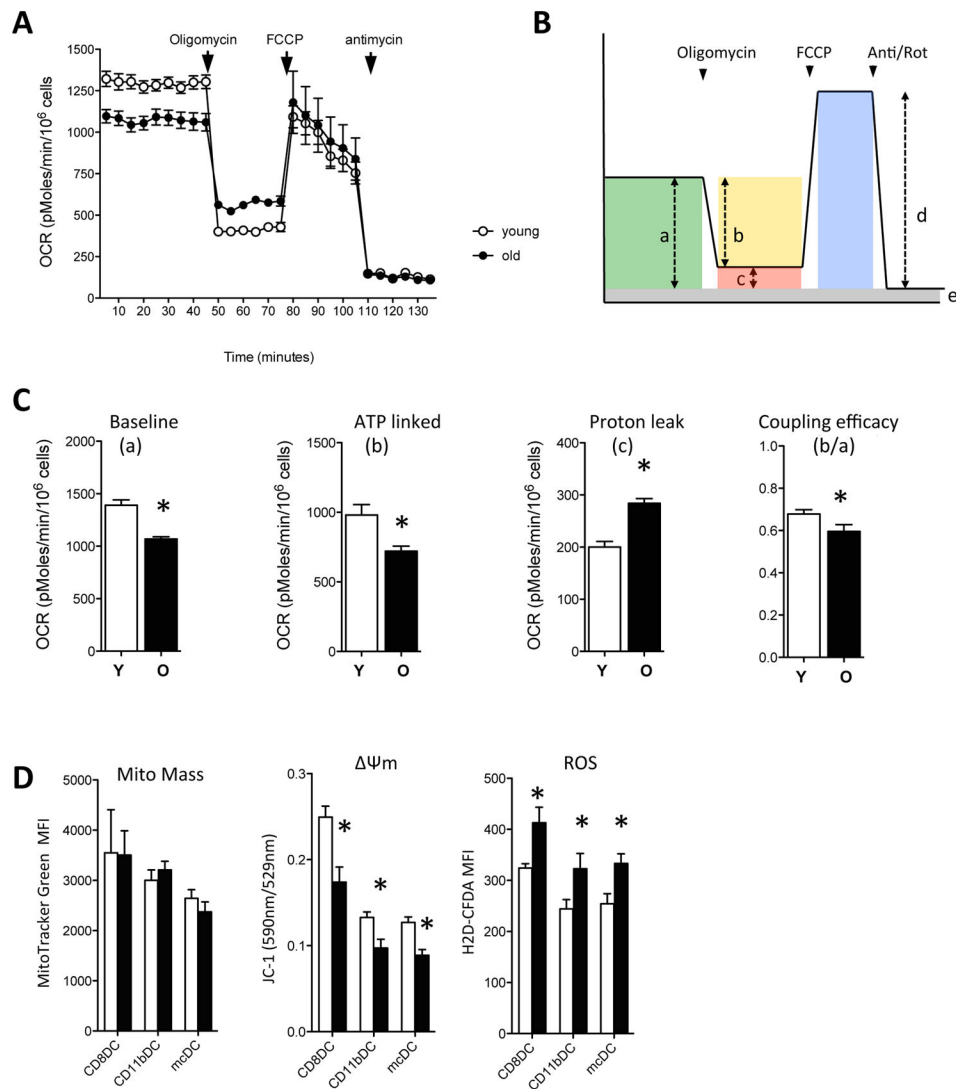 A
Oligomycin FCCP antimycin
OCR (pMoles/min/10⁶ cells
1500
1250
1000
750
500
250
0
10 20 30 40 50 60 70 80 90 100 110 120 130
Time (minutes)
young
old
B
Oligomycin FCCP Anti/Rot
a b c d e
C
Baseline
(a)
OCR (pMoles/min/10⁶ cells)
2000
1500
1000
500
0
Y O
*
ATP linked
(b)
OCR (pMoles/min/10⁶ cells)
1500
1000
500
0
Y O
*
Proton leak
(c)
OCR (pMoles/min/10⁶ cells)
400
300
200
100
0
Y O
*
Coupling efficacy
(b/a)
1.0
0.8
0.6
0.4
0.2
0.0
Y O
*
D
Mito Mass
MitoTracker Green MFI
5000
4000
3000
2000
1000
0
CD8DC CD11bDC mcDC
ΔΨm
JC-1 (590nm/529nm)
0.3
0.2
0.1
0.0
* * *
CD8DC CD11bDC mcDC
ROS
H2D-CFDA MFI
500
400
300
200
100
0
* * *
CD8DC CD11bDC mcDC